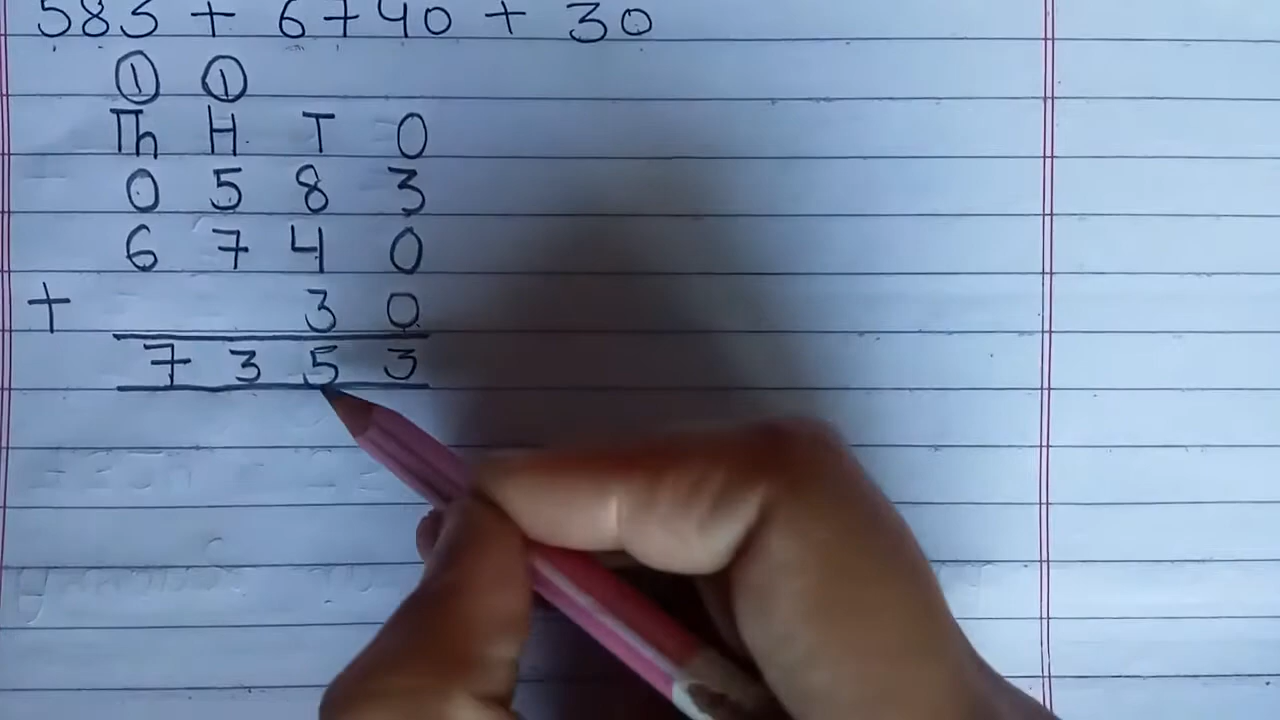 583 + 6740 + 30
① ①
Th H T O
0 5 8 3
6 7 4 0
+ 3 0
7 3 5 3